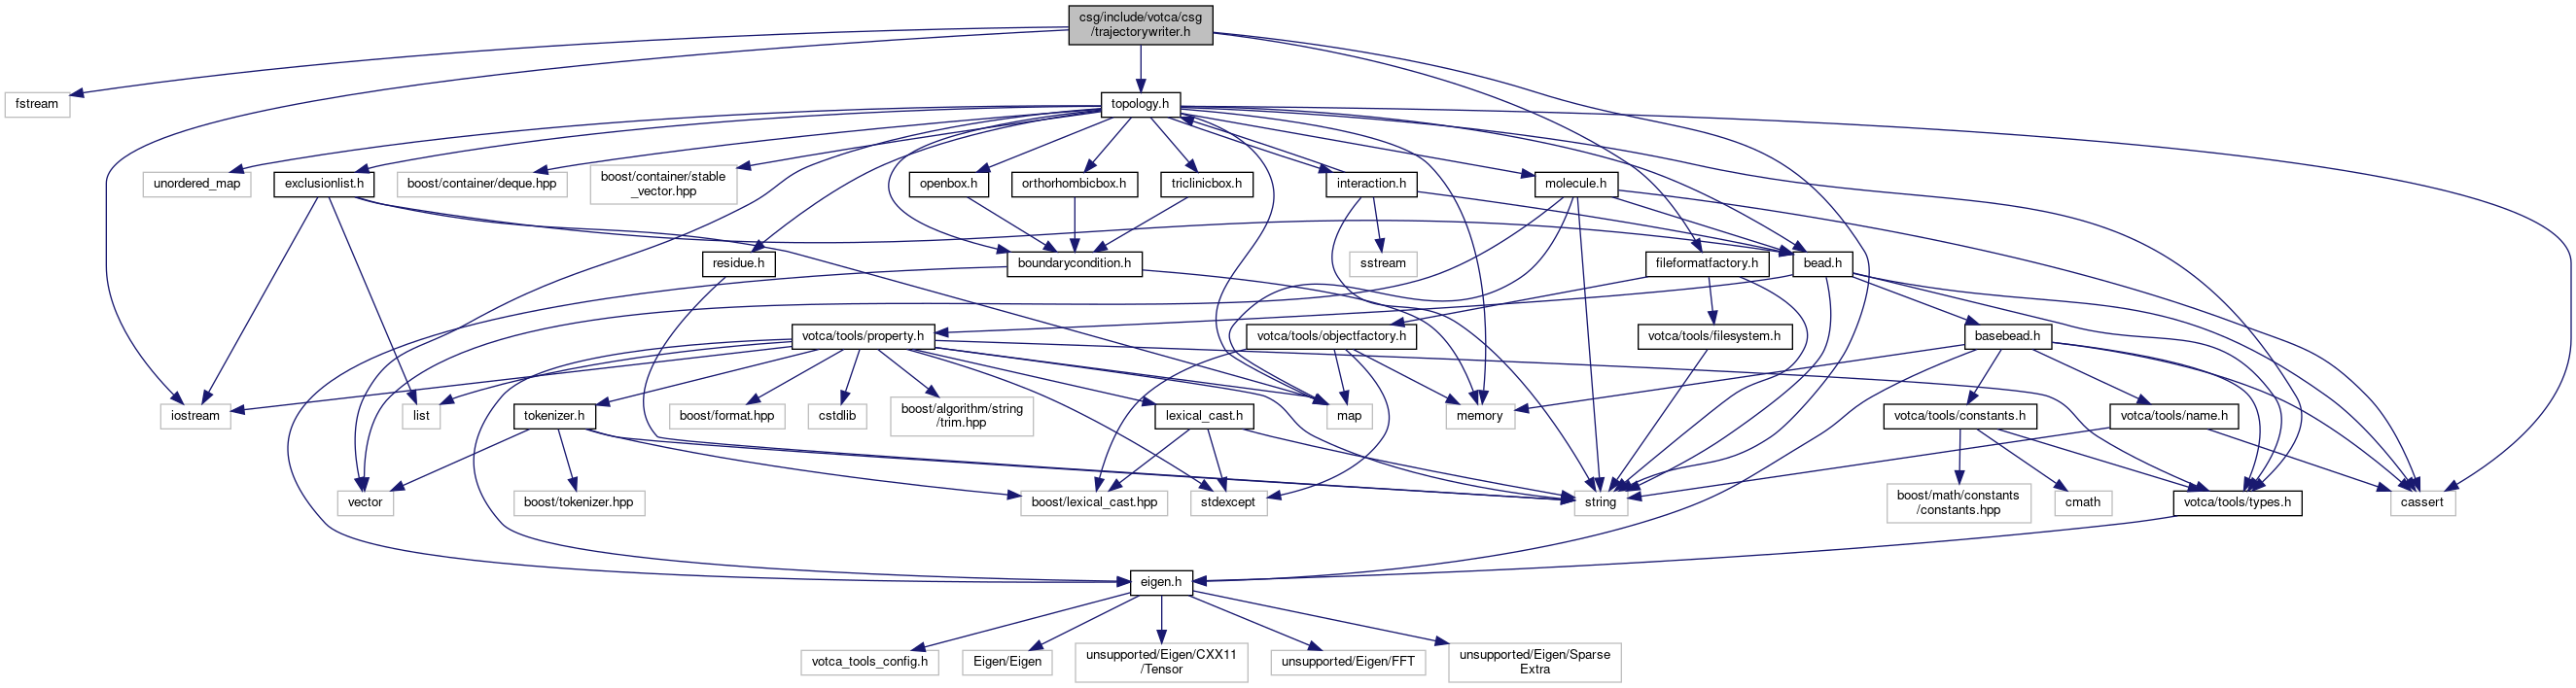 csg/include/votca/csg
/trajectorywriter.h
fstream
topology.h
unordered_map
exclusionlist.h
boost/container/deque.hpp
boost/container/stable
_vector.hpp
openbox.h
orthorhombicbox.h
triclinicbox.h
interaction.h
molecule.h
residue.h
boundarycondition.h
sstream
fileformatfactory.h
bead.h
votca/tools/property.h
votca/tools/objectfactory.h
votca/tools/filesystem.h
basebead.h
iostream
list
tokenizer.h
boost/format.hpp
cstdlib
boost/algorithm/string
/trim.hpp
lexical_cast.h
map
memory
votca/tools/constants.h
votca/tools/name.h
vector
boost/tokenizer.hpp
boost/lexical_cast.hpp
stdexcept
string
boost/math/constants
/constants.hpp
cmath
votca/tools/types.h
cassert
eigen.h
votca_tools_config.h
Eigen/Eigen
unsupported/Eigen/CXX11
/Tensor
unsupported/Eigen/FFT
unsupported/Eigen/Sparse
Extra